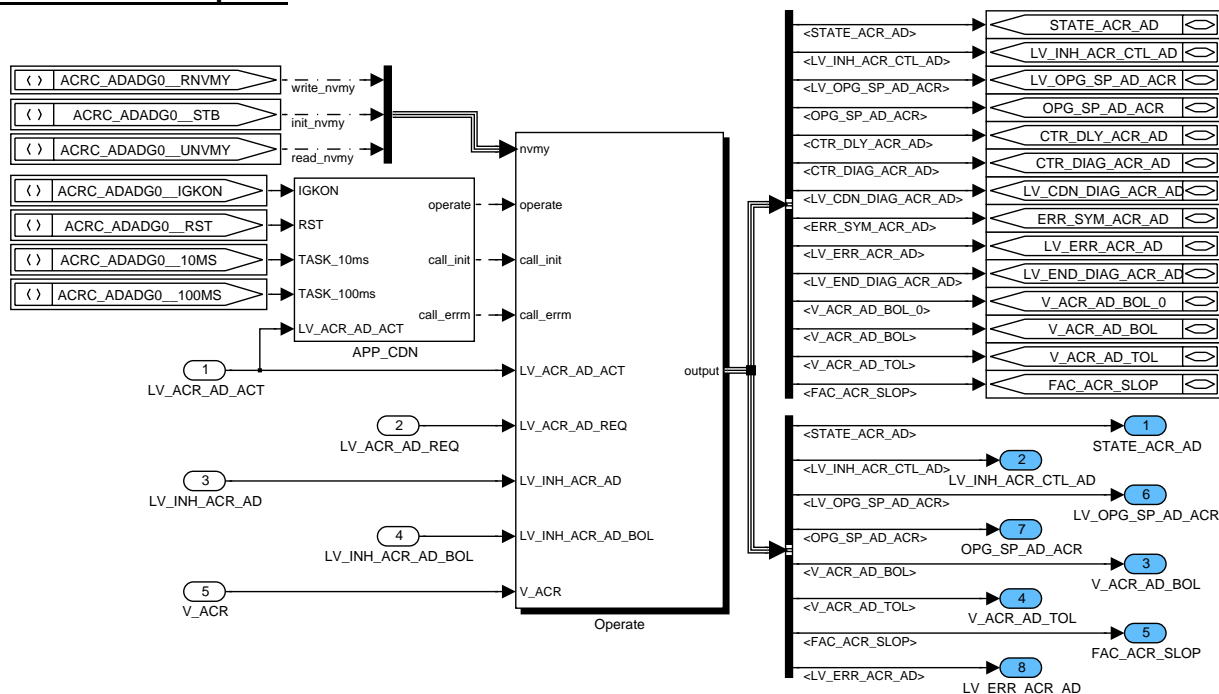 ACRC_ADADG0__RNVMY
write_nvmy
ACRC_ADADG0__STB
init_nvmy
ACRC_ADADG0__UNVMY
read_nvmy
ACRC_ADADG0__IGKON
ACRC_ADADG0__RST
ACRC_ADADG0__10MS
ACRC_ADADG0__100MS
IGKON
RST
TASK_10ms
TASK_100ms
LV_ACR_AD_ACT
operate
call_init
call_errm
APP_CDN
1
LV_ACR_AD_ACT
2
LV_ACR_AD_REQ
3
LV_INH_ACR_AD
4
LV_INH_ACR_AD_BOL
5
V_ACR
nvmy
operate
call_init
call_errm
LV_ACR_AD_ACT
LV_ACR_AD_REQ
LV_INH_ACR_AD
LV_INH_ACR_AD_BOL
V_ACR
output
Operate
<STATE_ACR_AD>
STATE_ACR_AD
<LV_INH_ACR_CTL_AD>
LV_INH_ACR_CTL_AD
<LV_OPG_SP_AD_ACR>
LV_OPG_SP_AD_ACR
<OPG_SP_AD_ACR>
OPG_SP_AD_ACR
<CTR_DLY_ACR_AD>
CTR_DLY_ACR_AD
<CTR_DIAG_ACR_AD>
CTR_DIAG_ACR_AD
<LV_CDN_DIAG_ACR_AD>
LV_CDN_DIAG_ACR_AD
<ERR_SYM_ACR_AD>
ERR_SYM_ACR_AD
<LV_ERR_ACR_AD>
LV_ERR_ACR_AD
<LV_END_DIAG_ACR_AD>
LV_END_DIAG_ACR_AD
<V_ACR_AD_BOL_0>
V_ACR_AD_BOL_0
<V_ACR_AD_BOL>
V_ACR_AD_BOL
<V_ACR_AD_TOL>
V_ACR_AD_TOL
<FAC_ACR_SLOP>
FAC_ACR_SLOP
<STATE_ACR_AD>
1
STATE_ACR_AD
<LV_INH_ACR_CTL_AD>
2
LV_INH_ACR_CTL_AD
<LV_OPG_SP_AD_ACR>
6
LV_OPG_SP_AD_ACR
<OPG_SP_AD_ACR>
7
OPG_SP_AD_ACR
<V_ACR_AD_BOL>
3
V_ACR_AD_BOL
<V_ACR_AD_TOL>
4
V_ACR_AD_TOL
<FAC_ACR_SLOP>
5
FAC_ACR_SLOP
<LV_ERR_ACR_AD>
8
LV_ERR_ACR_AD